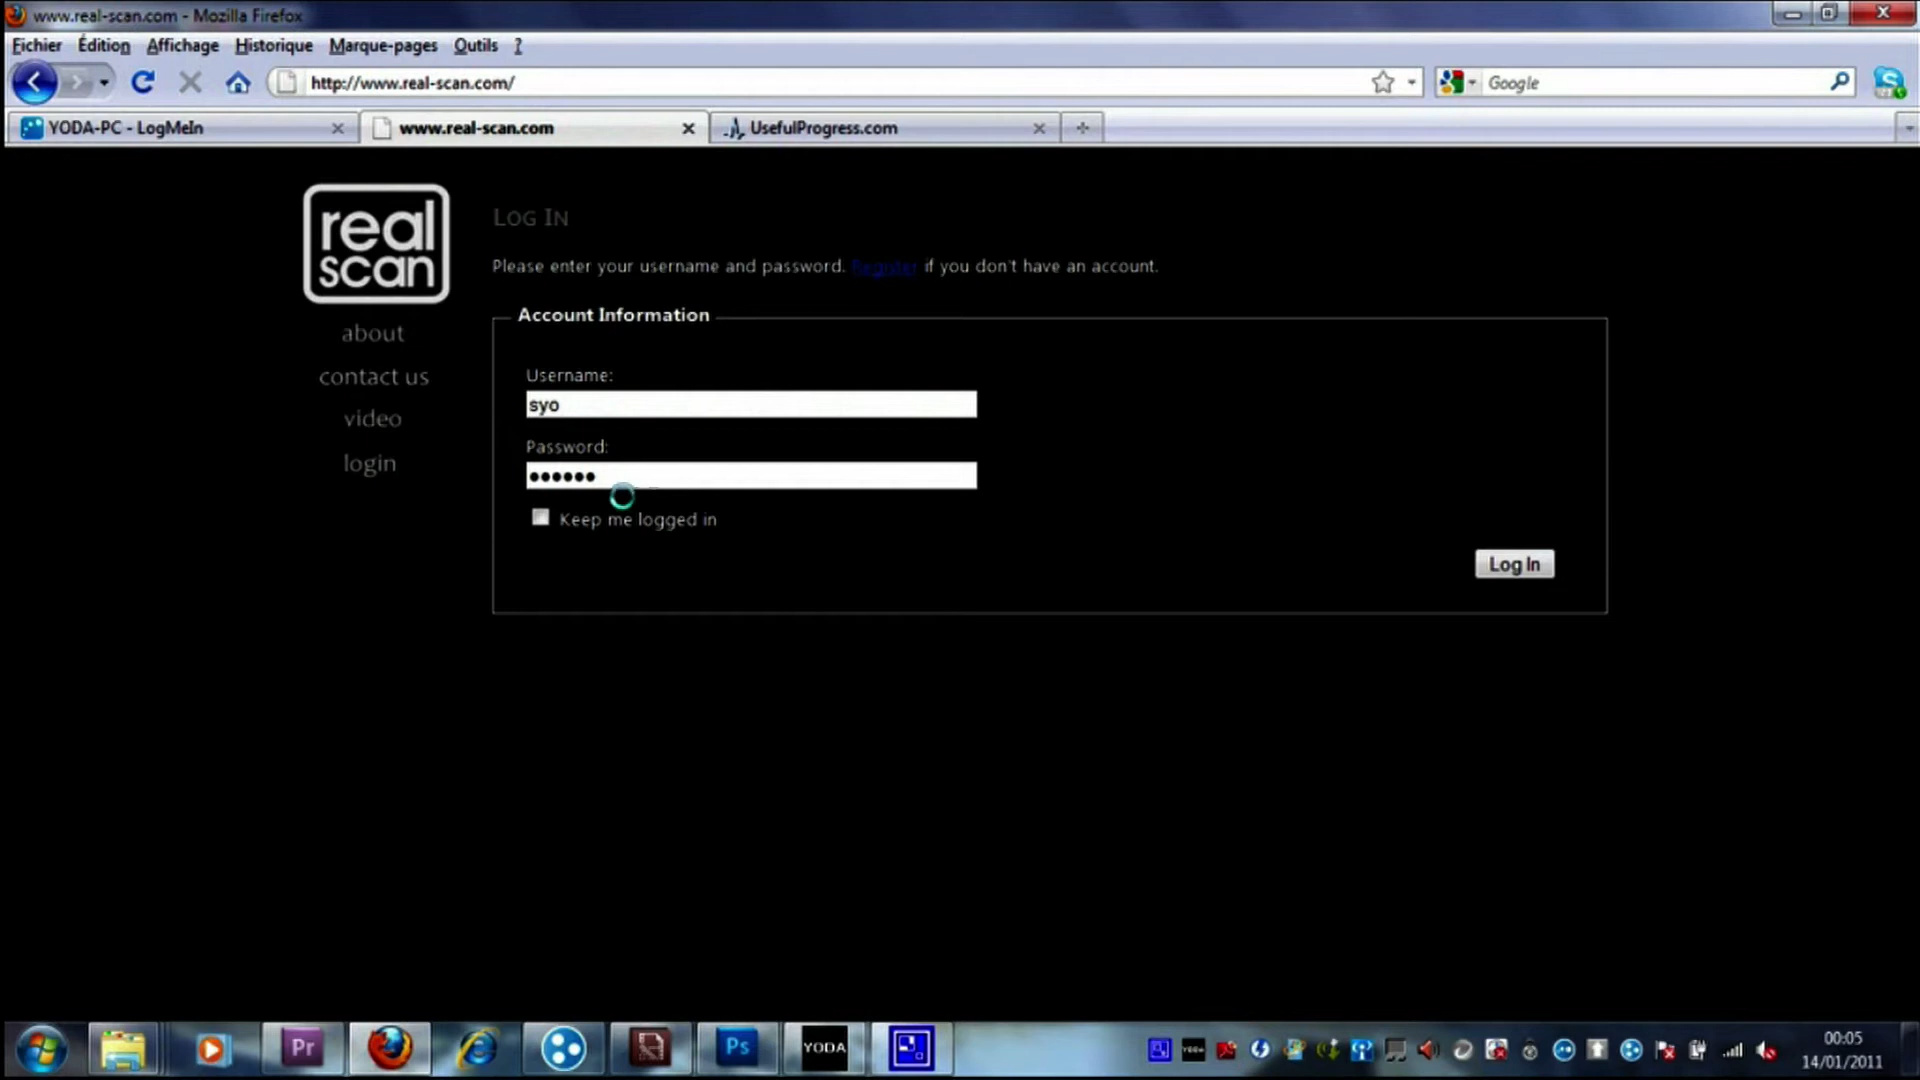 www.real-scan.com - Mozilla Firefox
Fichier Édition Affichage Historique Marque-pages Outils ?
http://www.real-scan.com/
Google
YODA-PC - LogMeIn
www.real-scan.com
UsefulProgress.com
real
scan
about
contact us
video
login
Log In
Please enter your username and password. Register if you don't have an account.
Account Information
Username:
syo
Password:
••••••
Keep me logged in
Log In
Pr
Ps
YODA
00:05
14/01/2011